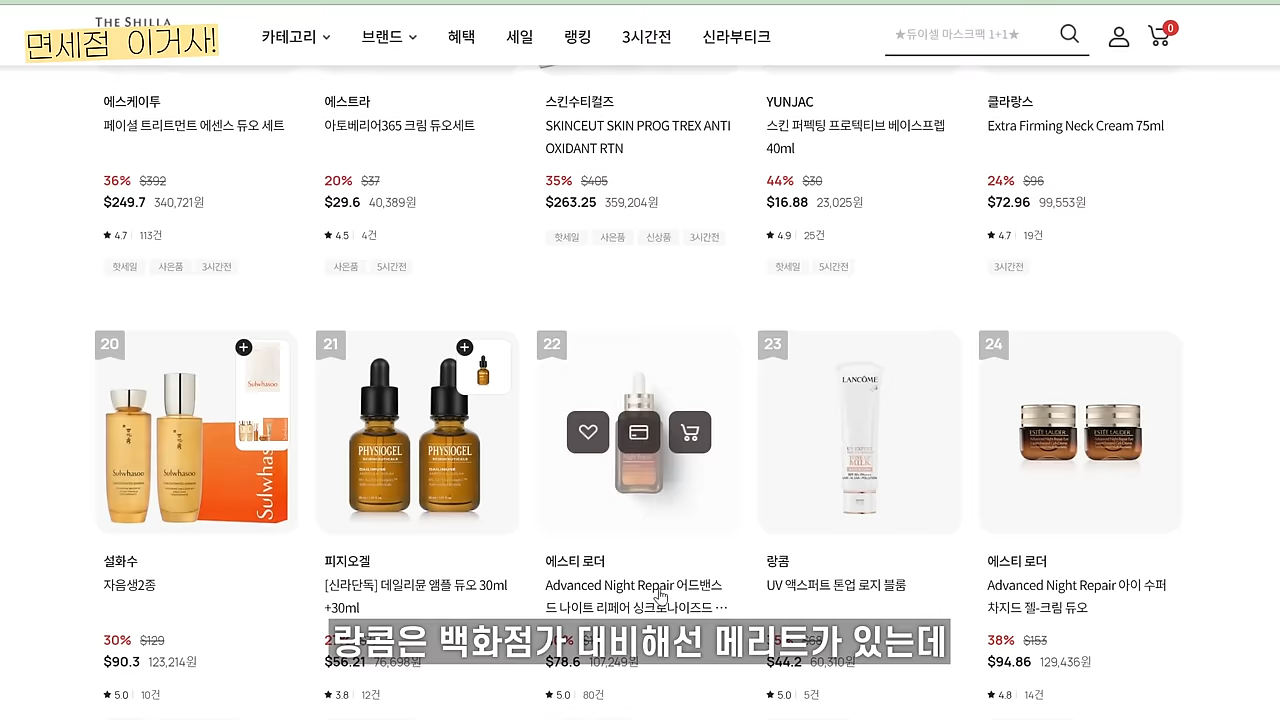 THE SHILLA
면세점 이거사!
카테고리 브랜드 혜택 세일 랭킹 3시간전 신라부티크
★듀이셀 마스크팩 1+1★
0
에스케이투
페이셜 트리트먼트 에센스 듀오 세트
36% $392
$249.7 340,721원
★ 4.7 113건
핫세일 사은품 3시간전
에스트라
아토베리어365 크림 듀오세트
20% $37
$29.6 40,389원
★ 4.5 4건
사은품 5시간전
스킨수티컬즈
SKINCEUT SKIN PROG TREX ANTI
OXIDANT RTN
35% $405
$263.25 359,204원
핫세일 사은품 신상품 3시간전
YUNJAC
스킨 퍼펙팅 프로텍티브 베이스프렙
40ml
44% $30
$16.88 23,025원
★ 4.9 25건
핫세일 5시간전
클라랑스
Extra Firming Neck Cream 75ml
24% $96
$72.96 99,553원
★ 4.7 19건
3시간전
20
Sulwhasoo
Sulwhasoo
Sulwhasoo
Sulwhasoo
설화수
자음생2종
30% $129
$90.3 123,214원
★ 5.0 10건
21
PHYSIOGEL
PHYSIOGEL
피지오겔
[신라단독] 데일리뮨 앰플 듀오 30ml
+30ml
$56.21 76,698원
★ 3.8 12건
22
에스티 로더
Advanced Night Repair 어드밴스
드 나이트 리페어 싱크로나이즈드 ⋯
$78.6 107,249원
★ 5.0 80건
23
LANCÔME
UV EXPERT
MILK
랑콤
UV 액스퍼트 톤업 로지 블룸
$44.2 60,310원
★ 5.0 5건
24
ESTĒE LAUDER
ESTĒE LAUDER
에스티 로더
Advanced Night Repair 아이 수퍼
차지드 젤-크림 듀오
38% $153
$94.86 129,436원
★ 4.8 14건
랑콤은 백화점가 대비해선 메리트가 있는데